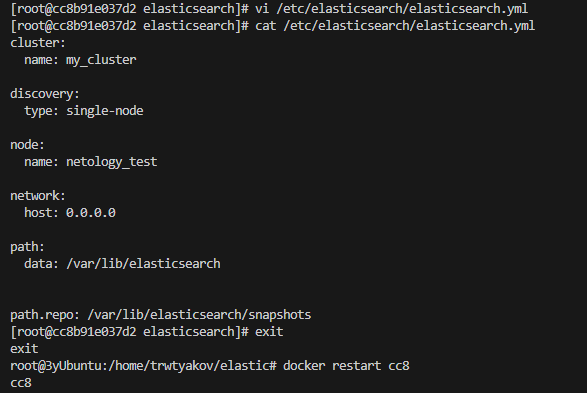 [root@cc8b91e037d2 elasticsearch]# vi /etc/elasticsearch/elasticsearch.yml
[root@cc8b91e037d2 elasticsearch]# cat /etc/elasticsearch/elasticsearch.yml
cluster:
  name: my_cluster

discovery:
  type: single-node

node:
  name: netology_test

network:
  host: 0.0.0.0

path:
  data: /var/lib/elasticsearch


path.repo: /var/lib/elasticsearch/snapshots
[root@cc8b91e037d2 elasticsearch]# exit
exit
root@3yUbuntu:/home/trwtyakov/elastic# docker restart cc8
cc8